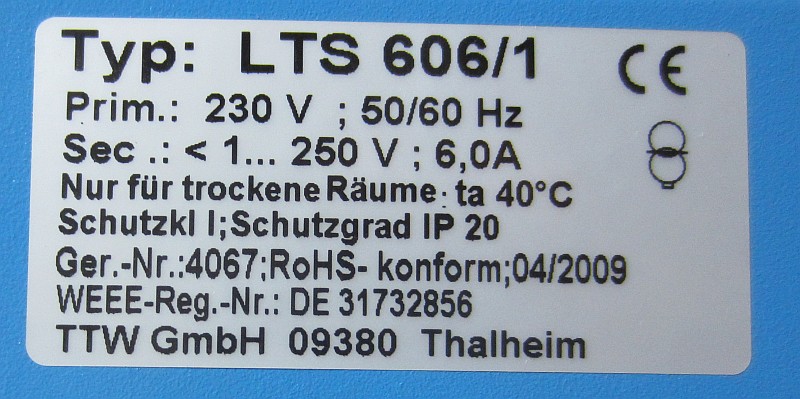 Typ: LTS 606/1 CE
Prim.: 230 V ; 50/60 Hz
Sec .: < 1... 250 V ; 6,0A
Nur für trockene Räume: ta 40°C
Schutzkl I;Schutzgrad IP 20
Ger.-Nr.:4067;RoHS- konform;04/2009
WEEE-Reg.-Nr.: DE 31732856
TTW GmbH 09380 Thalheim